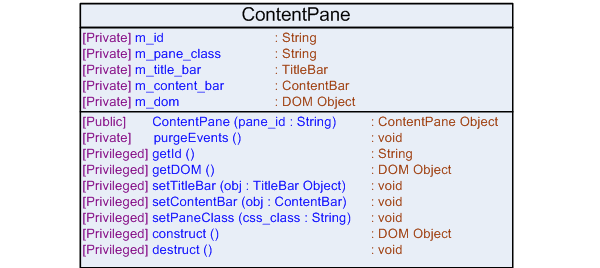 ContentPane
[Private] m_id : String
[Private] m_pane_class : String
[Private] m_title_bar : TitleBar
[Private] m_content_bar : ContentBar
[Private] m_dom : DOM Object
[Public] ContentPane (pane_id : String) : ContentPane Object
[Private] purgeEvents () : void
[Privileged] getId () : String
[Privileged] getDOM () : DOM Object
[Privileged] setTitleBar (obj : TitleBar Object) : void
[Privileged] setContentBar (obj : ContentBar) : void
[Privileged] setPaneClass (css_class : String) : void
[Privileged] construct () : DOM Object
[Privileged] destruct () : void